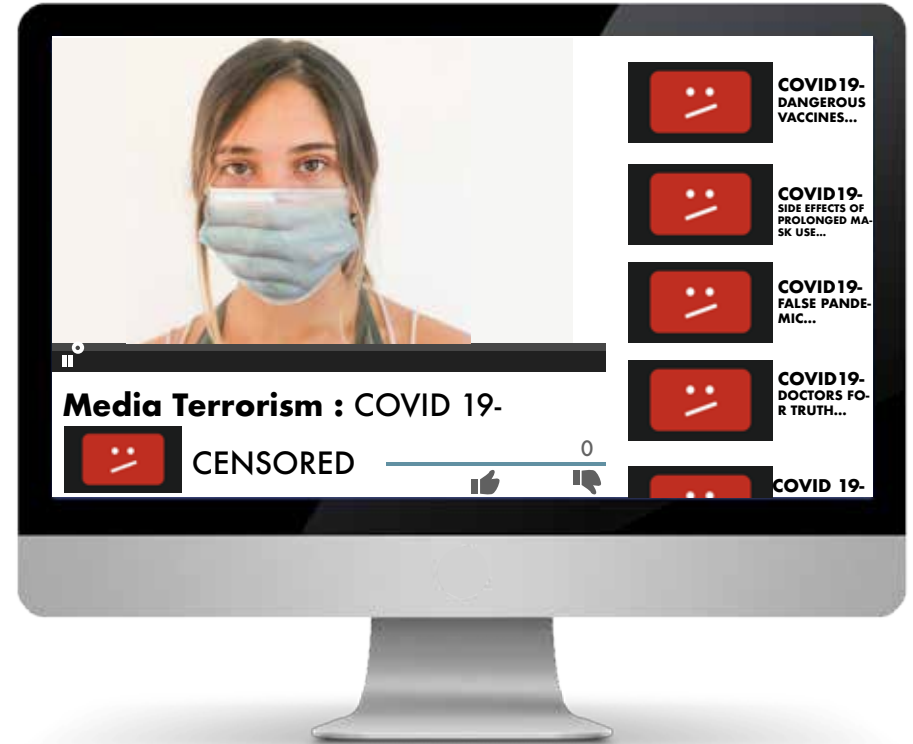 Media Terrorism : COVID 19-
CENSORED
0
COVID19-
DANGEROUS
VACCINES...
COVID19-
SIDE EFFECTS OF
PROLONGED MA-
SK USE...
COVID19-
FALSE PANDE-
MIC...
COVID19-
DOCTORS FO-
R TRUTH...
COVID 19-